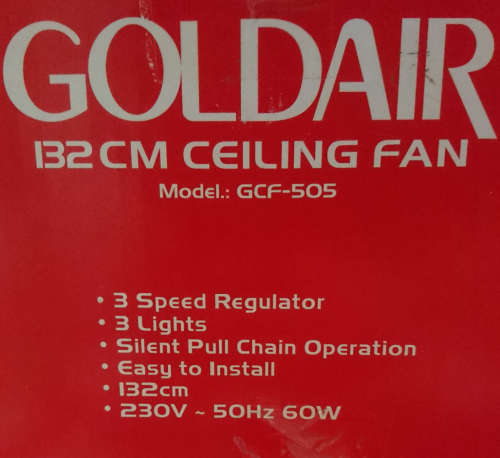 GOLDAIR
132CM CEILING FAN
Model.: GCF-505
• 3 Speed Regulator
• 3 Lights
• Silent Pull Chain Operation
• Easy to Install
• 132cm
• 230V ~ 50Hz 60W